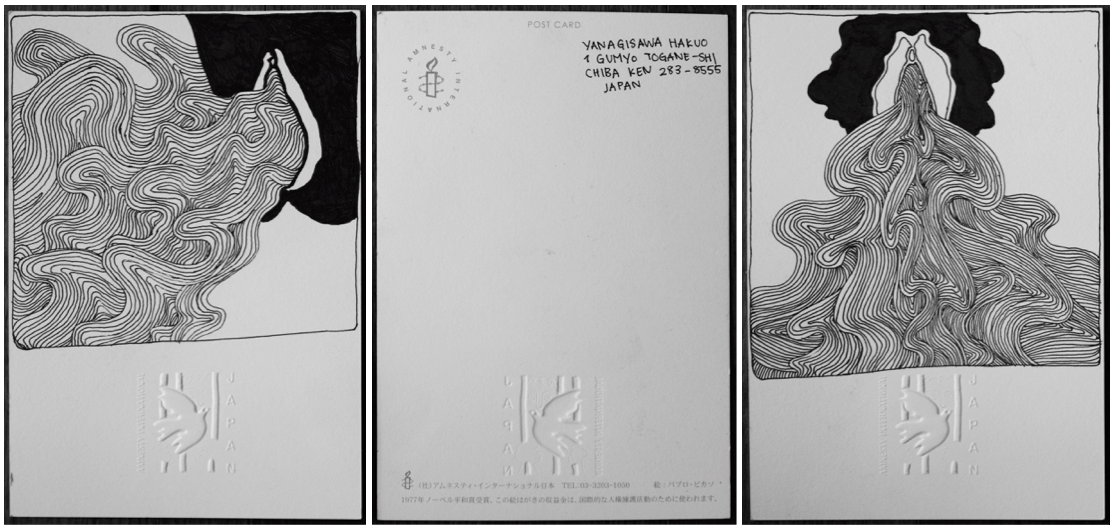 JAPAN
POST CARD
AMNESTY INTERNATIONAL
YANAGISAWA HAKUO
1 GUMYO TOGANE-SHI
CHIBA KEN 283-8555
JAPAN
JAPAN
(社)アムネスティ・インターナショナル日本 TEL:03-3203-1050 絵:パブロ・ピカソ
1977年ノーベル平和賞受賞。この絵はがきの収益金は、国際的な人権擁護活動のために使われます。
JAPAN